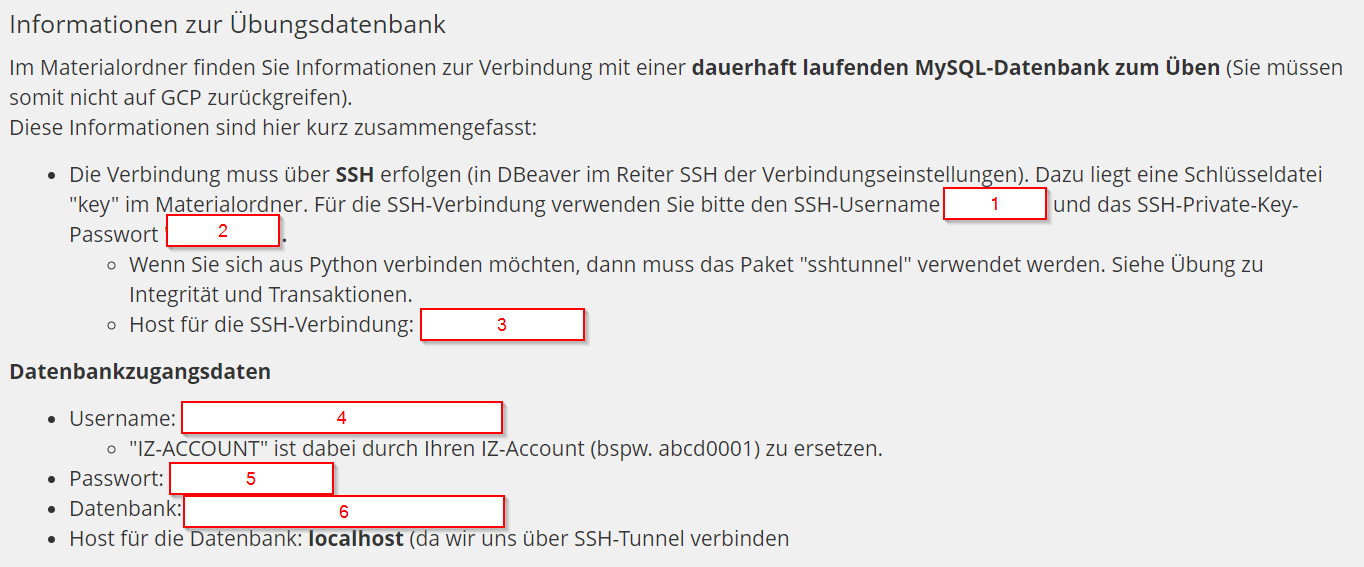 Informationen zur Übungsdatenbank
Im Materialordner finden Sie Informationen zur Verbindung mit einer dauerhaft laufenden MySQL-Datenbank zum Üben (Sie müssen
somit nicht auf GCP zurückgreifen).
Diese Informationen sind hier kurz zusammengefasst:
• Die Verbindung muss über SSH erfolgen (in DBeaver im Reiter SSH der Verbindungseinstellungen). Dazu liegt eine Schlüsseldatei
"key" im Materialordner. Für die SSH-Verbindung verwenden Sie bitte den SSH-Username 1 und das SSH-Private-Key-
Passwort 2 .
◦ Wenn Sie sich aus Python verbinden möchten, dann muss das Paket "sshtunnel" verwendet werden. Siehe Übung zu
Integrität und Transaktionen.
◦ Host für die SSH-Verbindung: 3
Datenbankzugangsdaten
• Username: 4
◦ "IZ-ACCOUNT" ist dabei durch Ihren IZ-Account (bspw. abcd0001) zu ersetzen.
• Passwort: 5
• Datenbank: 6
• Host für die Datenbank: localhost (da wir uns über SSH-Tunnel verbinden